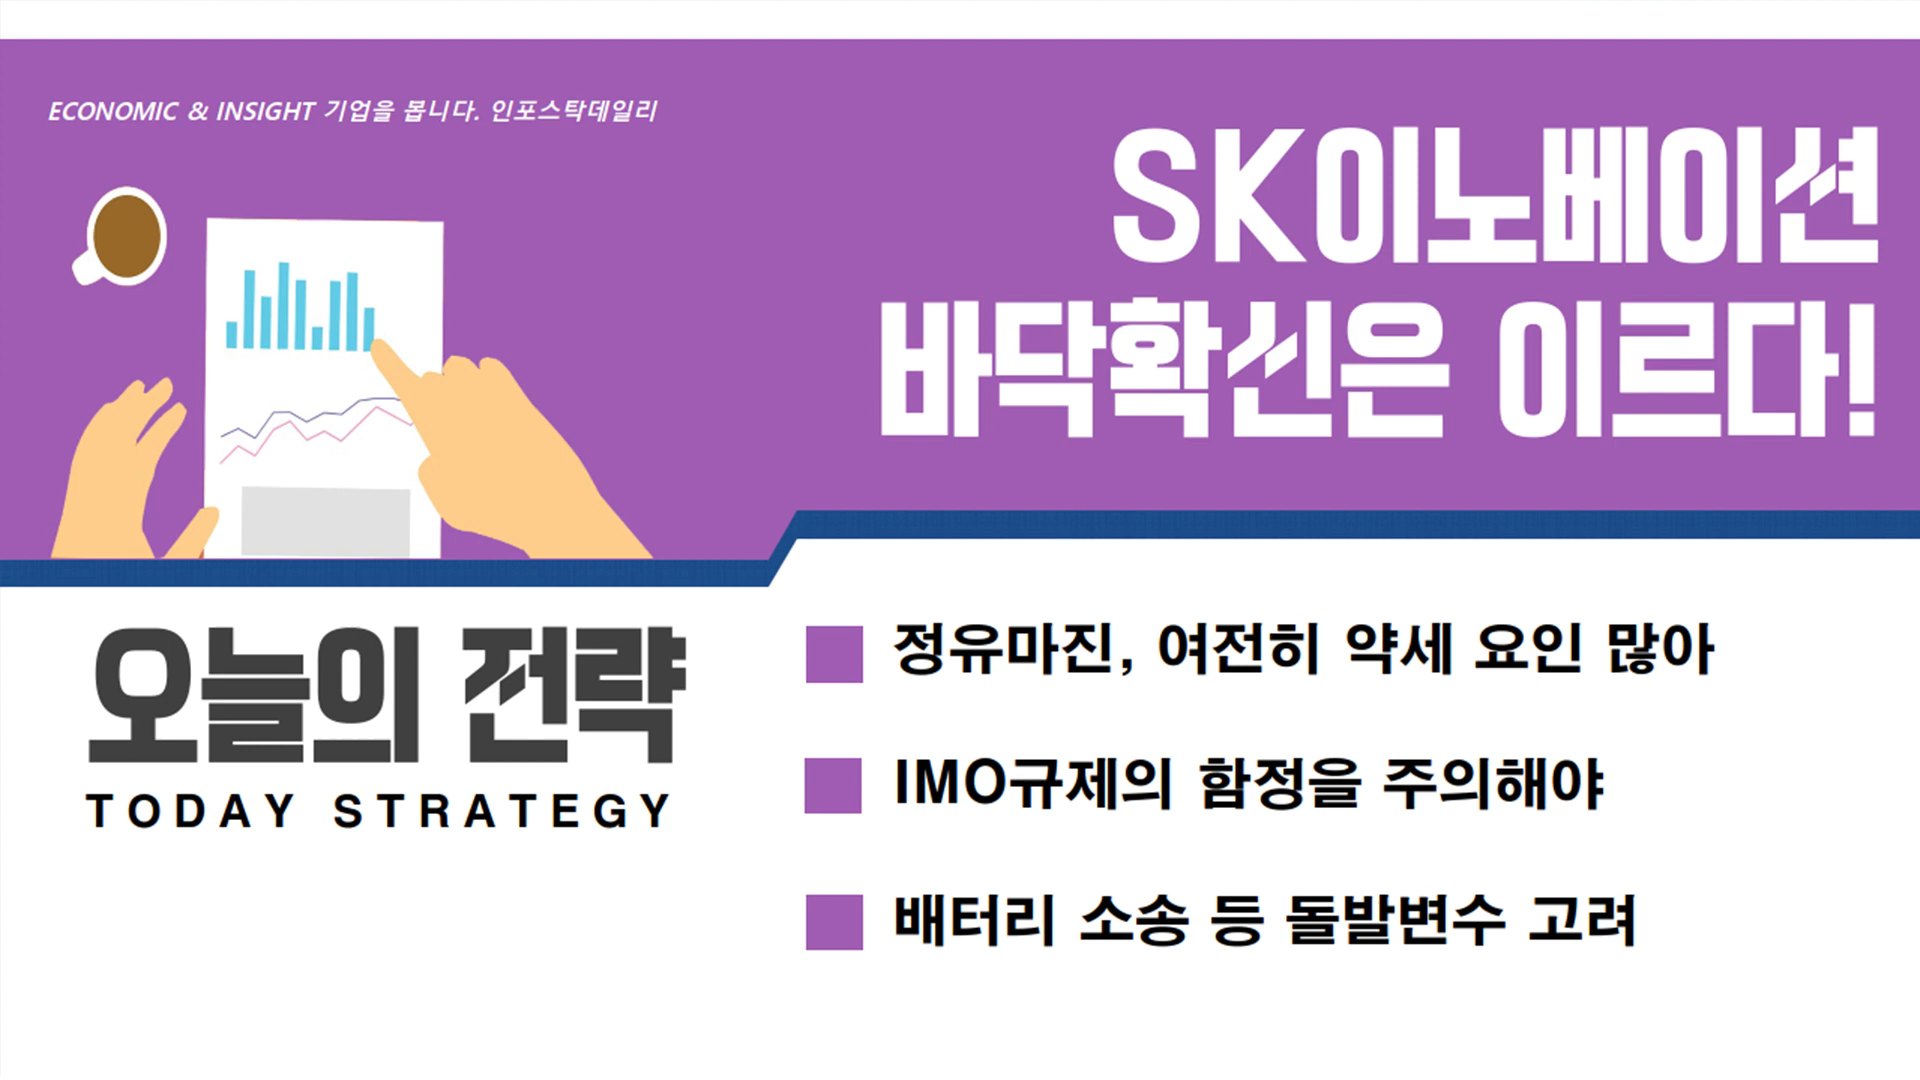 ECONOMIC & INSIGHT 기업을 봅니다. 인포스탁데일리
SK이노베이션
바닥확신은 이르다!
오늘의 전략
TODAY STRATEGY
정유마진, 여전히 약세 요인 많아
IMO규제의 함정을 주의해야
배터리 소송 등 돌발변수 고려